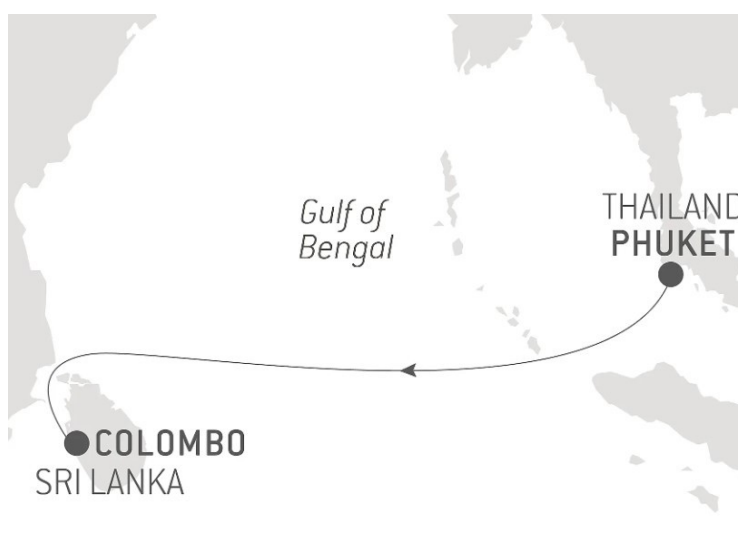 Gulf of
Bengal
THAILAND
PHUKET
COLOMBO
SRI LANKA